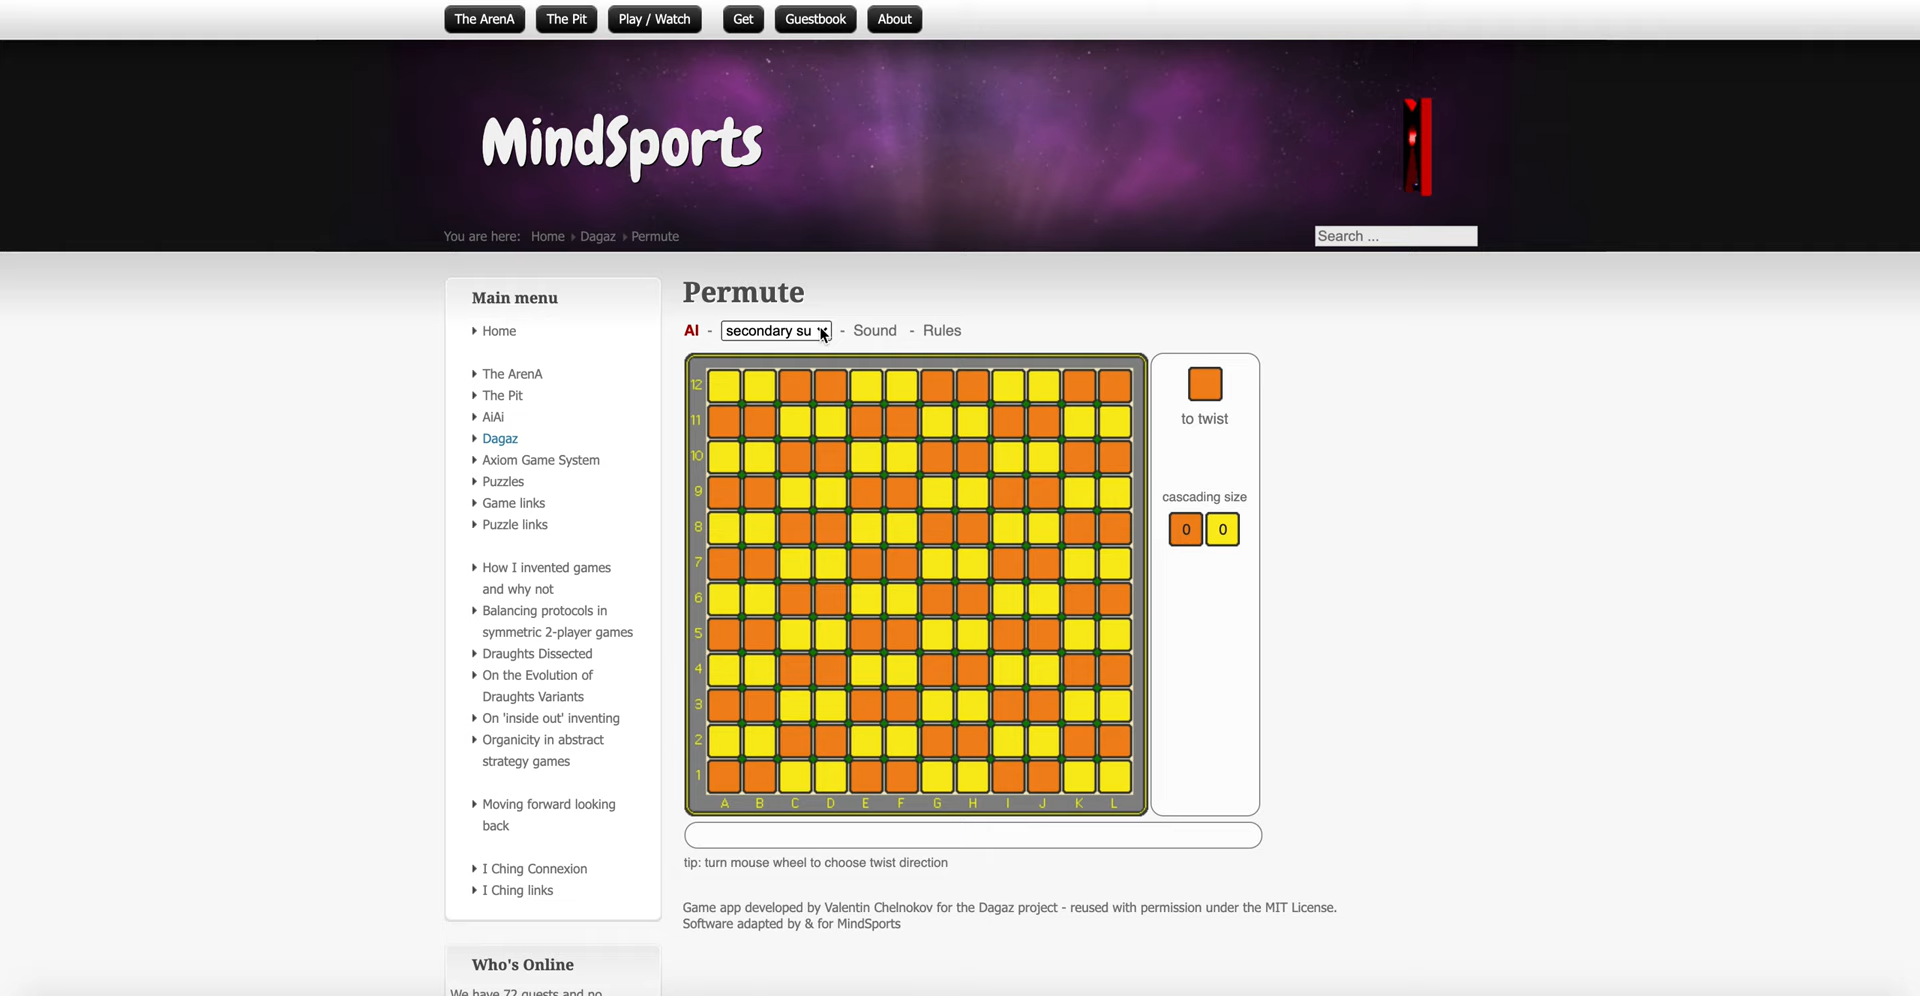 The ArenA
The Pit
Play / Watch
Get
Guestbook
About
MindSports
You are here: Home Dagaz Permute
Search ...
Main menu
Home
The ArenA
The Pit
AiAi
Dagaz
Axiom Game System
Puzzles
Game links
Puzzle links
How I invented games
and why not
Balancing protocols in
symmetric 2-player games
Draughts Dissected
On the Evolution of
Draughts Variants
On 'inside out' inventing
Organicity in abstract
strategy games
Moving forward looking
back
I Ching Connexion
I Ching links
Who's Online
We have 72 guests and no
Permute
AI - secondary su - Sound - Rules
12
11
10
9
8
7
6
5
4
3
2
1
A B C D E F G H I J K L
to twist
cascading size
0 0
tip: turn mouse wheel to choose twist direction
Game app developed by Valentin Chelnokov for the Dagaz project - reused with permission under the MIT License.
Software adapted by & for MindSports